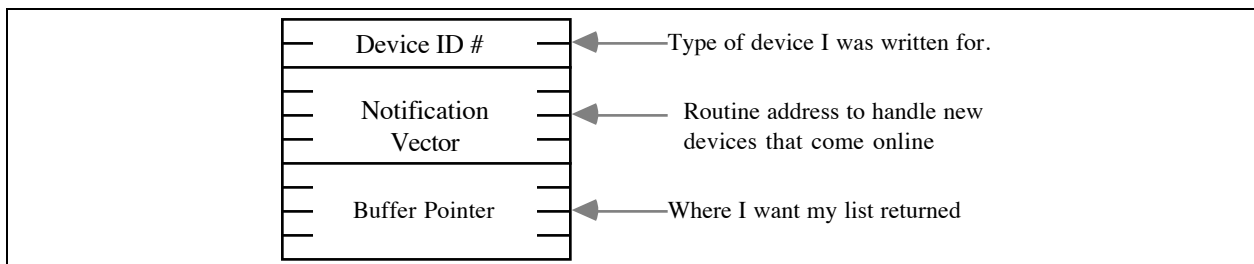 Device ID #
Type of device I was written for.
Notification
Vector
Routine address to handle new
devices that come online
Buffer Pointer
Where I want my list returned